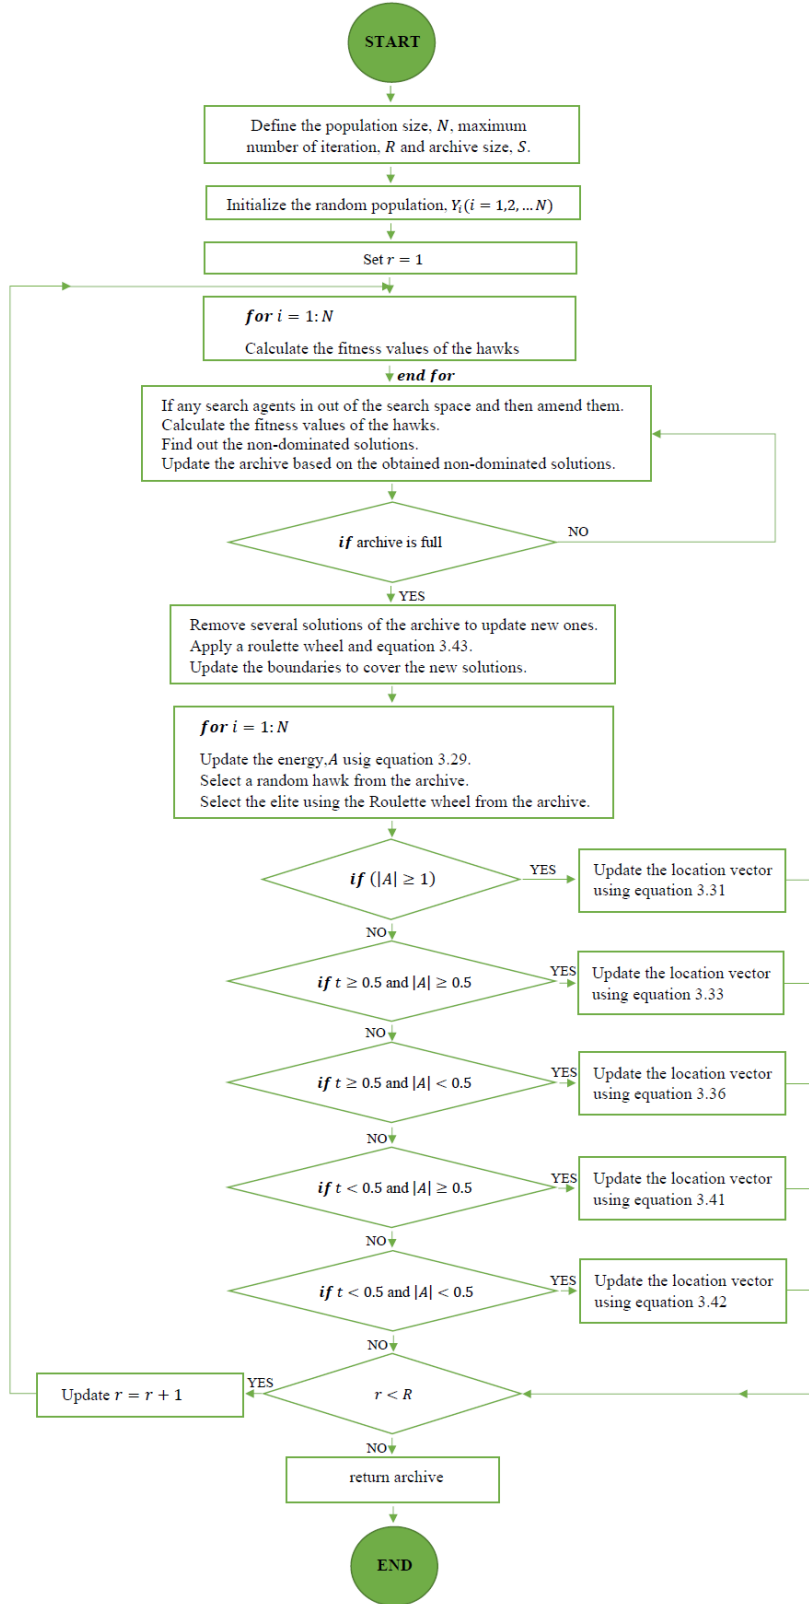 START
Define the population size, N, maximum
number of iteration, R and archive size, S.
Initialize the random population, Yᵢ(i = 1,2, … N)
Set r = 1
for i = 1: N
Calculate the fitness values of the hawks
end for
If any search agents in out of the search space and then amend them.
Calculate the fitness values of the hawks.
Find out the non-dominated solutions.
Update the archive based on the obtained non-dominated solutions.
if archive is full
NO
YES
Remove several solutions of the archive to update new ones.
Apply a roulette wheel and equation 3.43.
Update the boundaries to cover the new solutions.
for i = 1: N
Update the energy,A usig equation 3.29.
Select a random hawk from the archive.
Select the elite using the Roulette wheel from the archive.
if (|A| ≥ 1)
YES
Update the location vector
using equation 3.31
NO
if t ≥ 0.5 and |A| ≥ 0.5
YES
Update the location vector
using equation 3.33
NO
if t ≥ 0.5 and |A| < 0.5
YES
Update the location vector
using equation 3.36
NO
if t < 0.5 and |A| ≥ 0.5
YES
Update the location vector
using equation 3.41
NO
if t < 0.5 and |A| < 0.5
YES
Update the location vector
using equation 3.42
NO
r < R
YES
Update r = r + 1
NO
return archive
END